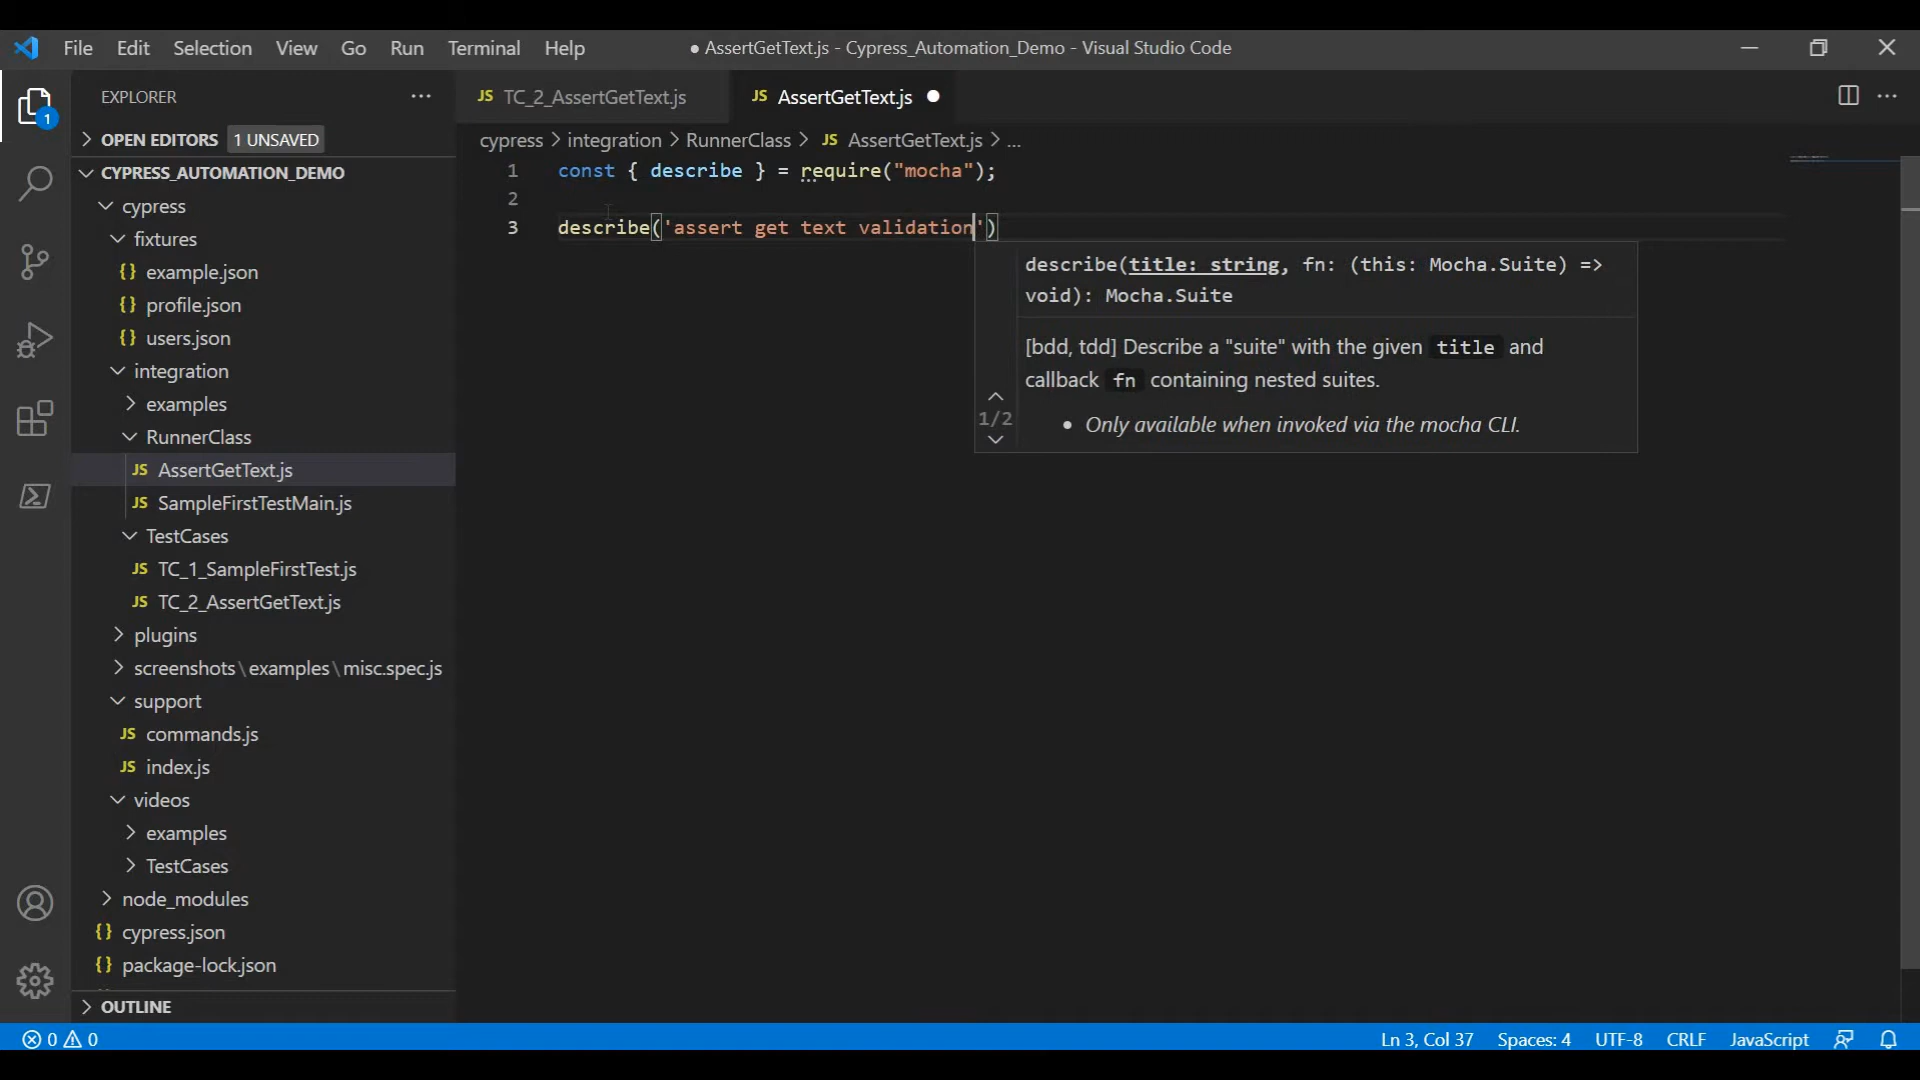 File Edit Selection View Go Run Terminal Help ● AssertGetText.js - Cypress_Automation_Demo - Visual Studio Code
EXPLORER
JS TC_2_AssertGetText.js JS AssertGetText.js
1
OPEN EDITORS 1 UNSAVED
cypress > integration > RunnerClass > JS AssertGetText.js > ...
CYPRESS_AUTOMATION_DEMO
1 const { describe } = require("mocha");
2
3 describe('assert get text validation')
describe(title: string, fn: (this: Mocha.Suite) =>
void): Mocha.Suite
[bdd, tdd] Describe a "suite" with the given title and
callback fn containing nested suites.
1/2
• Only available when invoked via the mocha CLI.
cypress
fixtures
{} example.json
{} profile.json
{} users.json
integration
examples
RunnerClass
JS AssertGetText.js
JS SampleFirstTestMain.js
TestCases
JS TC_1_SampleFirstTest.js
JS TC_2_AssertGetText.js
plugins
screenshots\examples\misc.spec.js
support
JS commands.js
JS index.js
videos
examples
TestCases
node_modules
{} cypress.json
{} package-lock.json
OUTLINE
0 0 Ln 3, Col 37 Spaces: 4 UTF-8 CRLF JavaScript